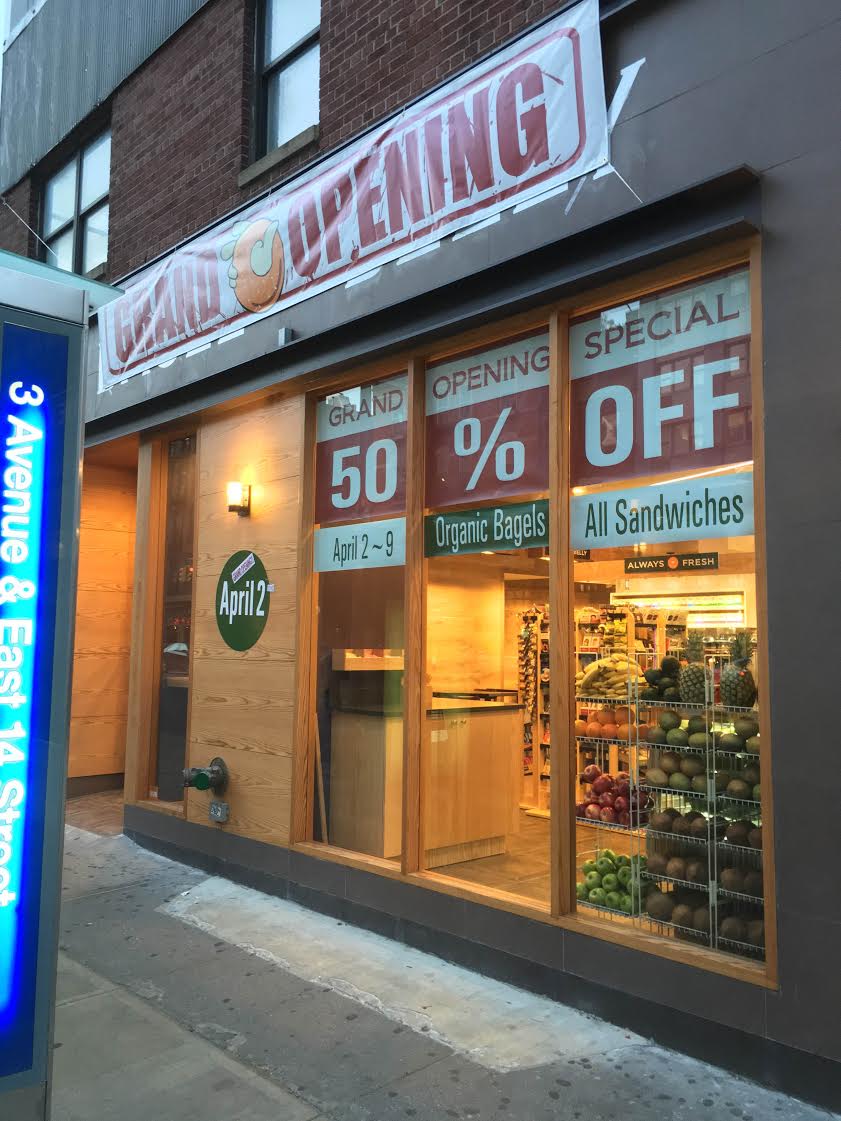 GRAND OPENING
GRAND OPENING SPECIAL
50 % OFF
April 2 ~ 9
Organic Bagels
All Sandwiches
ALWAYS FRESH
April 2
3 Avenue & East 14 Street